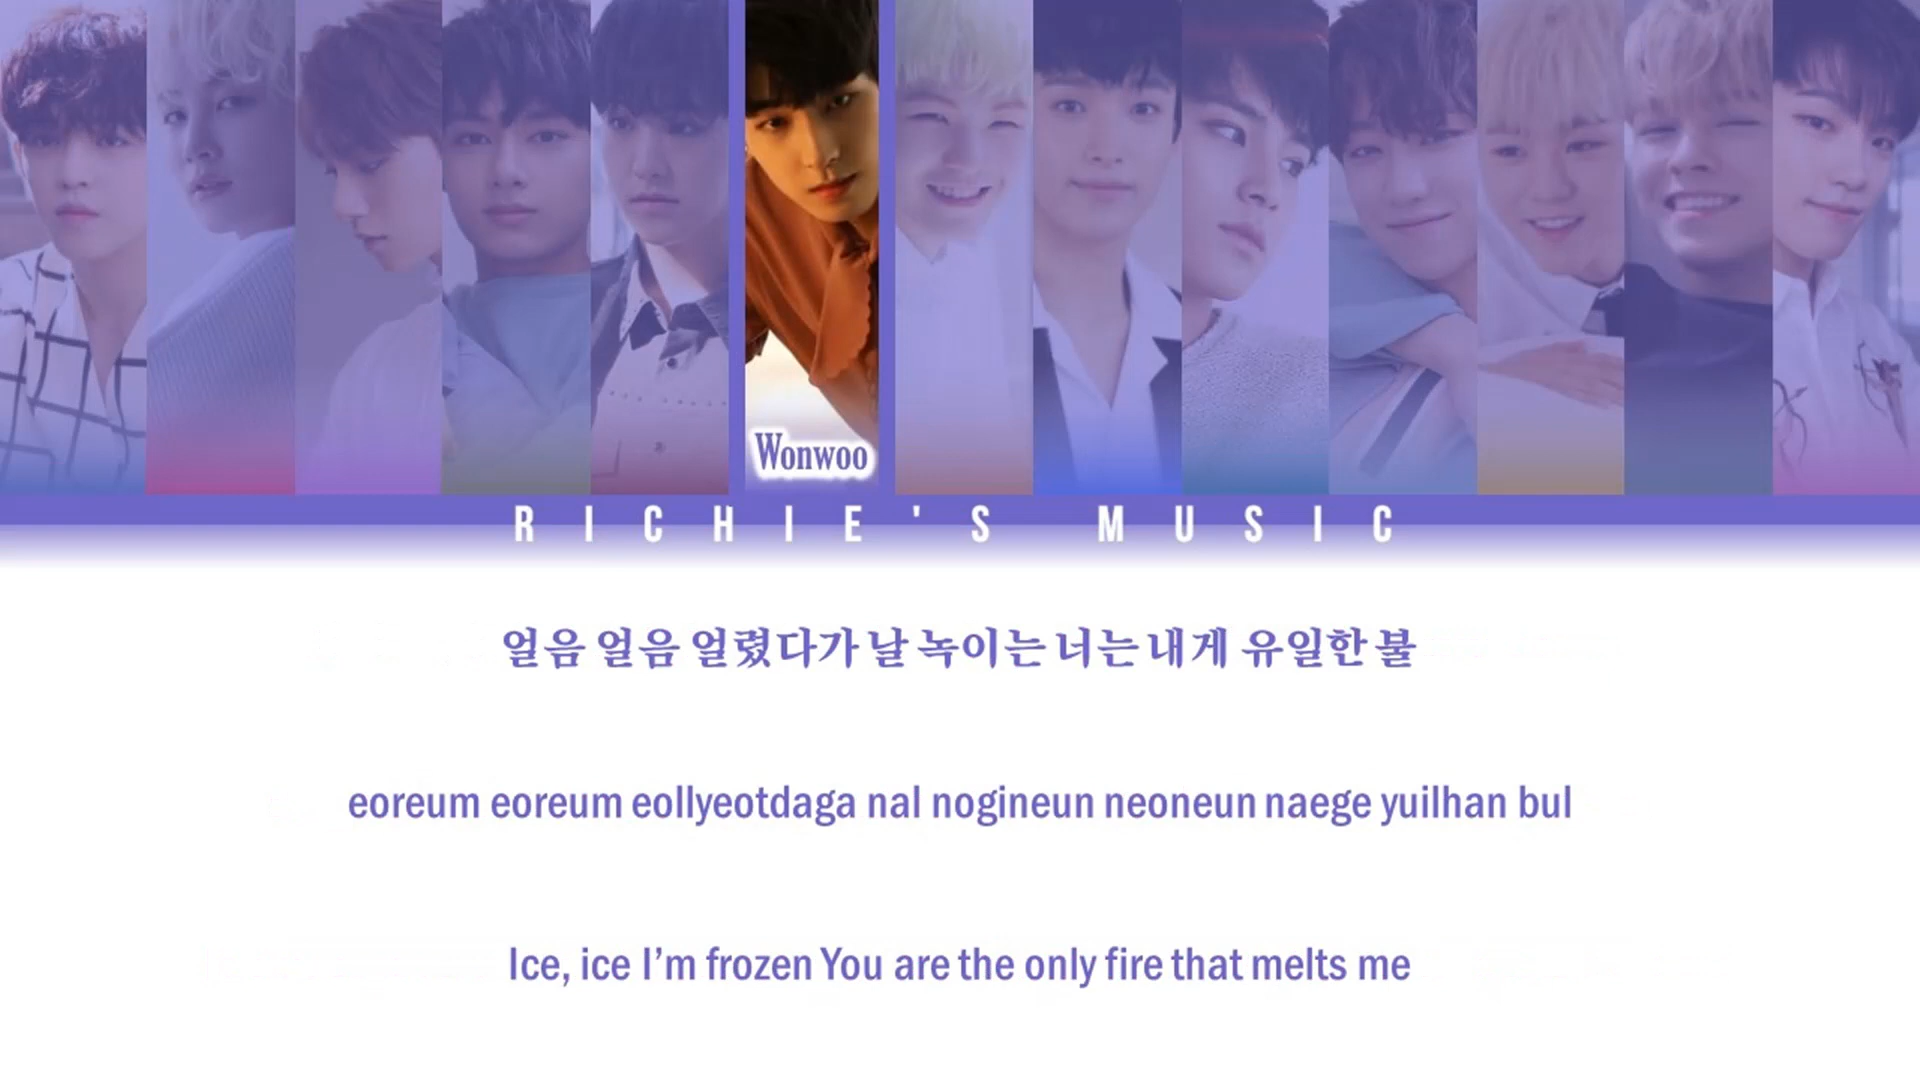 Wonwoo
RICHIE'S MUSIC
얼음 얼음 얼렸다가 날 녹이는 너는 내게 유일한 불
eoreum eoreum eollyeotdaga nal nogineun neoneun naege yuilhan bul
Ice, ice I’m frozen You are the only fire that melts me